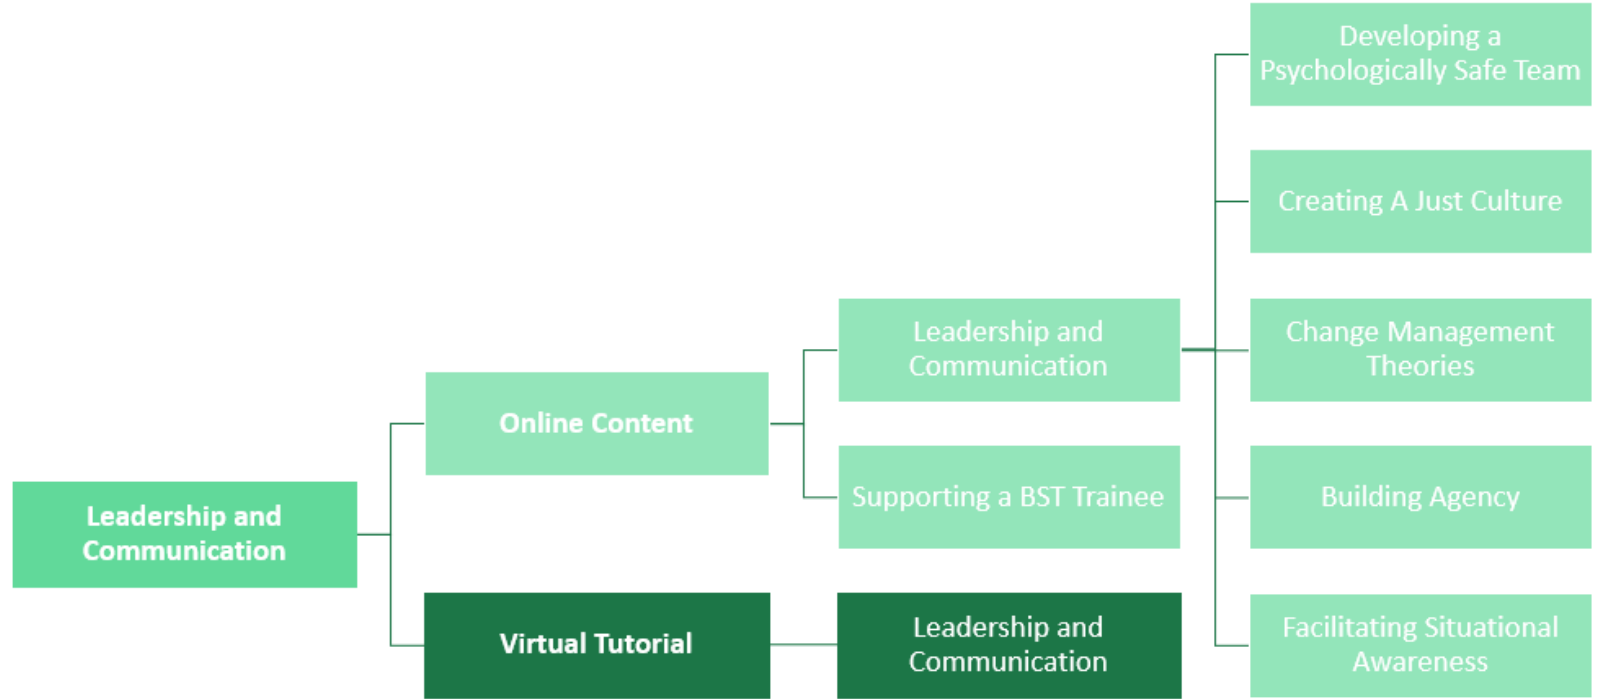 Leadership and
Communication
Online Content
Virtual Tutorial
Leadership and
Communication
Supporting a BST Trainee
Leadership and
Communication
Developing a
Psychologically Safe Team
Creating A Just Culture
Change Management
Theories
Building Agency
Facilitating Situational
Awareness